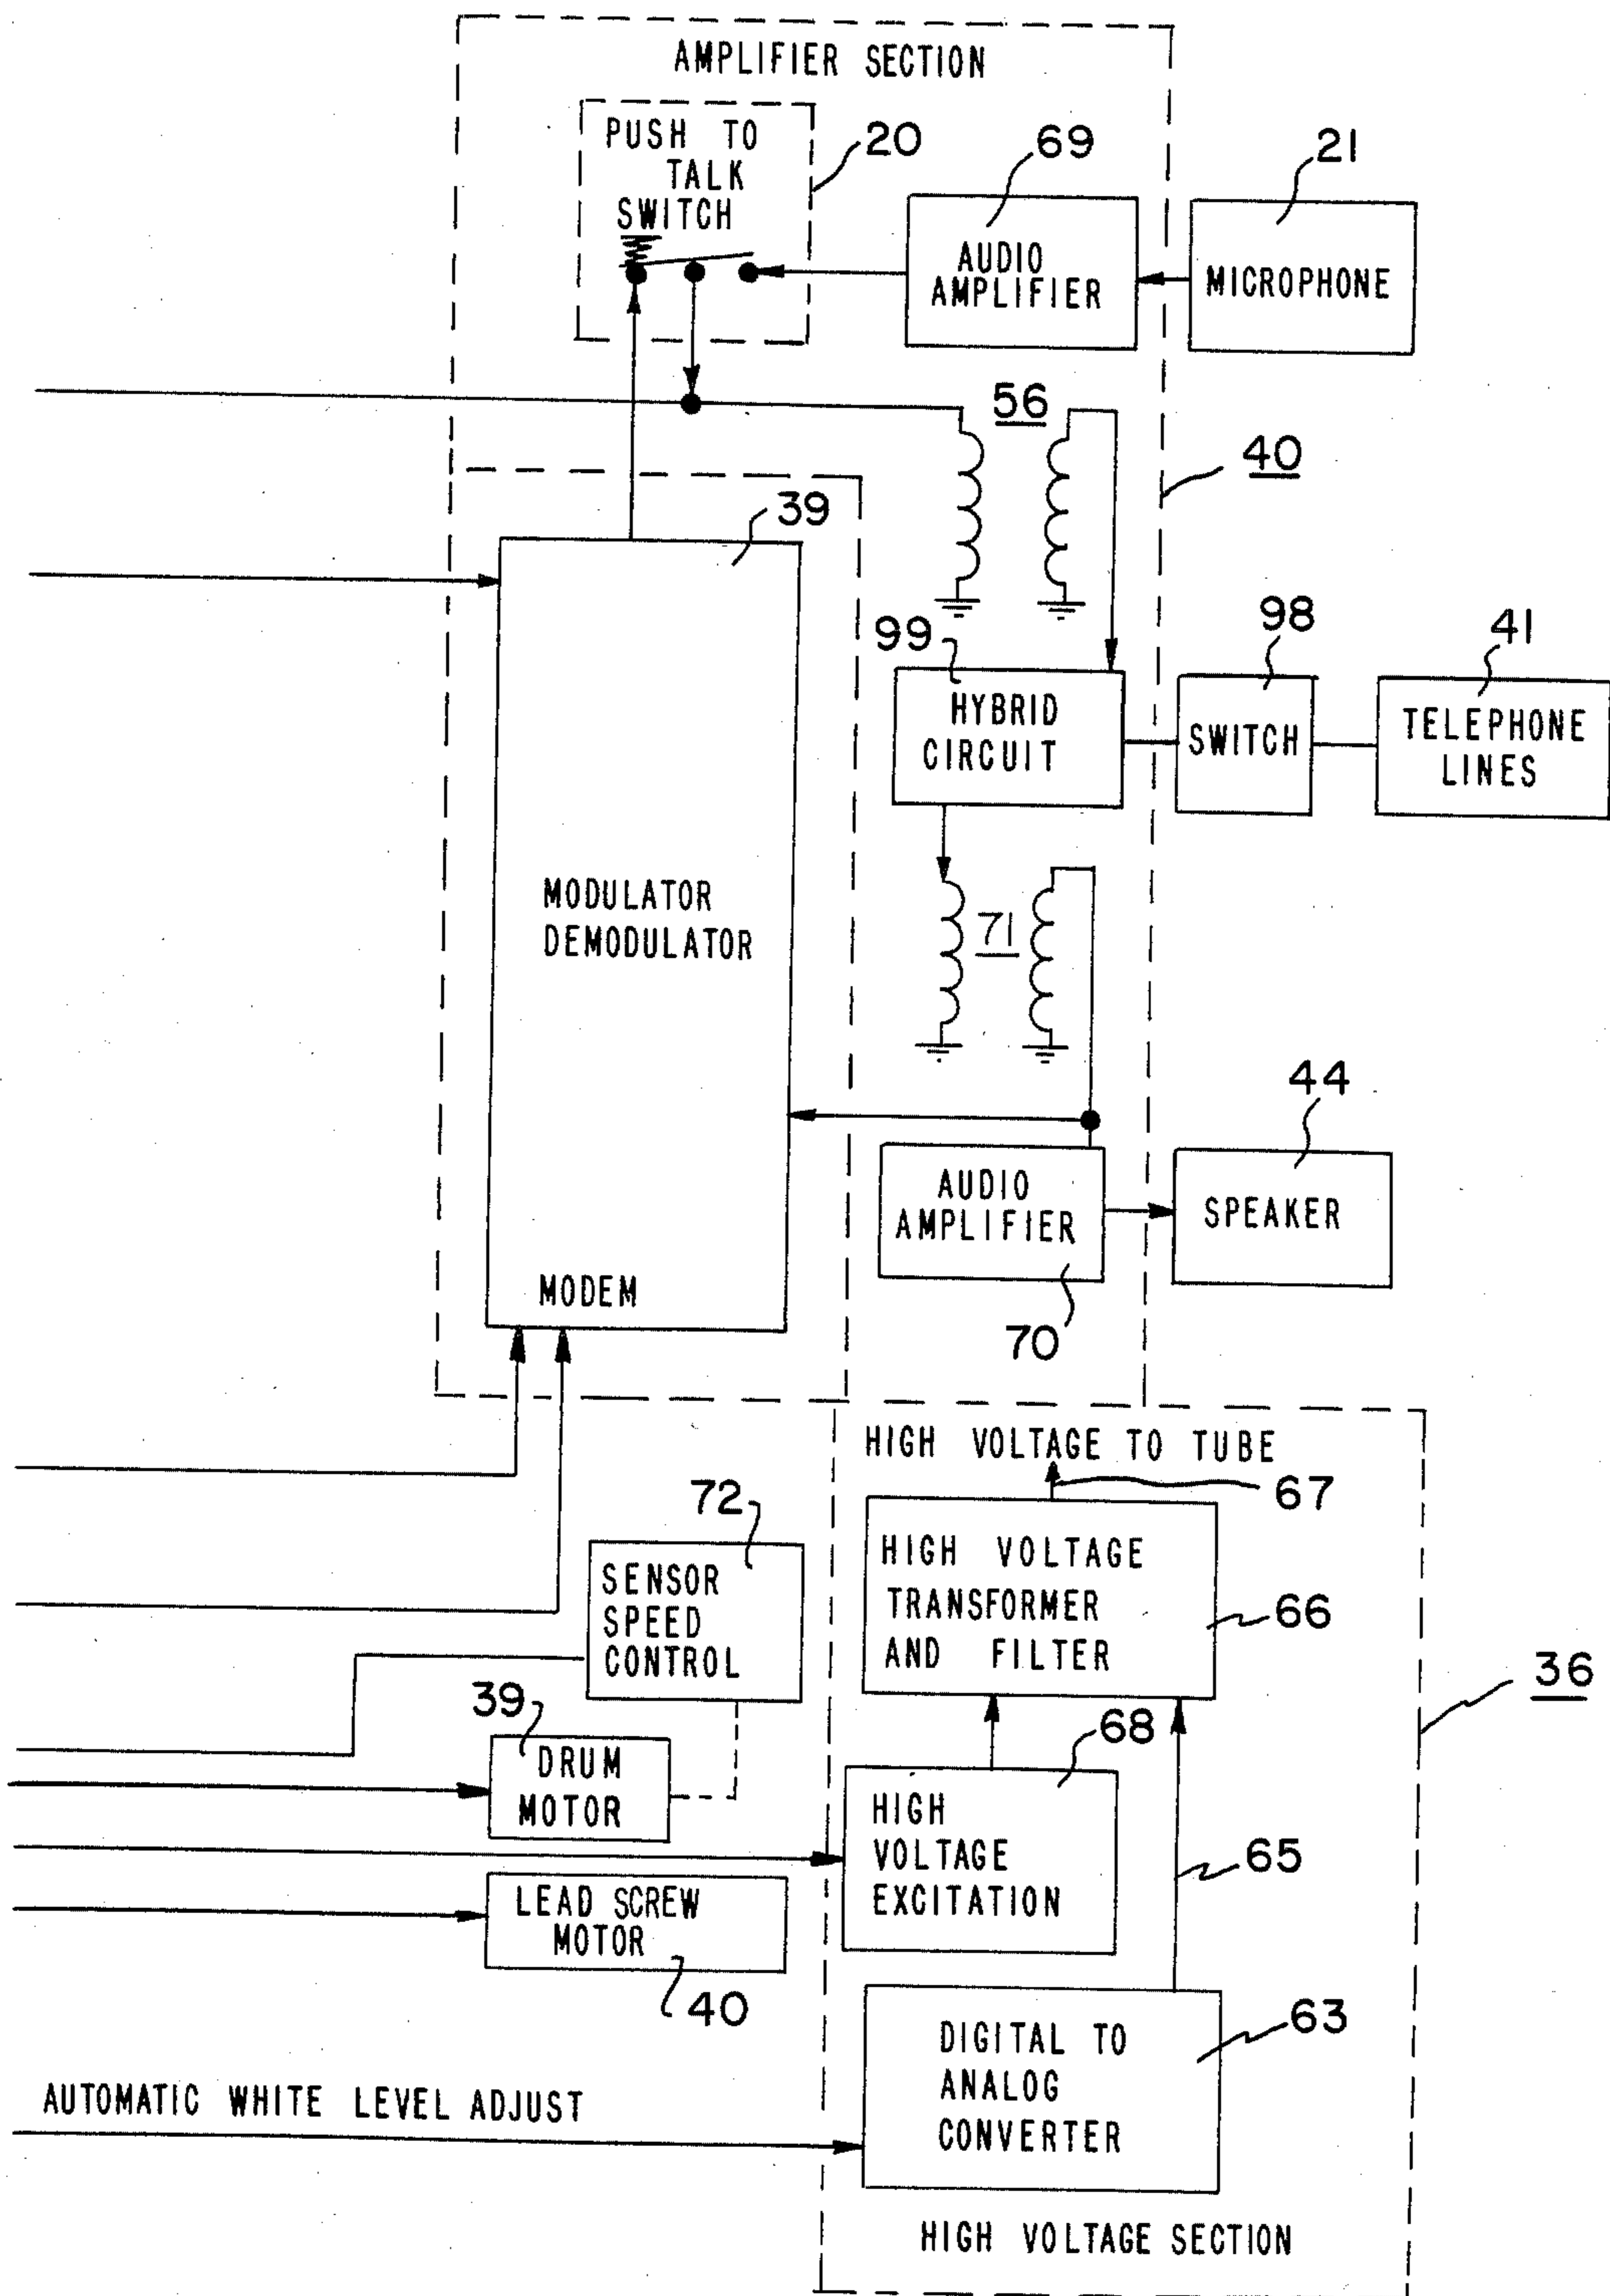 AMPLIFIER SECTION
PUSH TO
TALK
SWITCH
20
69
21
AUDIO
AMPLIFIER
MICROPHONE
56
40
39
99
98
41
HYBRID
CIRCUIT
SWITCH
TELEPHONE
LINES
MODULATOR
DEMODULATOR
71
44
AUDIO
AMPLIFIER
SPEAKER
MODEM
70
HIGH VOLTAGE TO TUBE
67
72
SENSOR
SPEED
CONTROL
HIGH VOLTAGE
TRANSFORMER
AND FILTER
66
36
39
DRUM
MOTOR
68
HIGH
VOLTAGE
EXCITATION
65
LEAD SCREW
MOTOR
40
63
DIGITAL TO
ANALOG
CONVERTER
AUTOMATIC WHITE LEVEL ADJUST
HIGH VOLTAGE SECTION